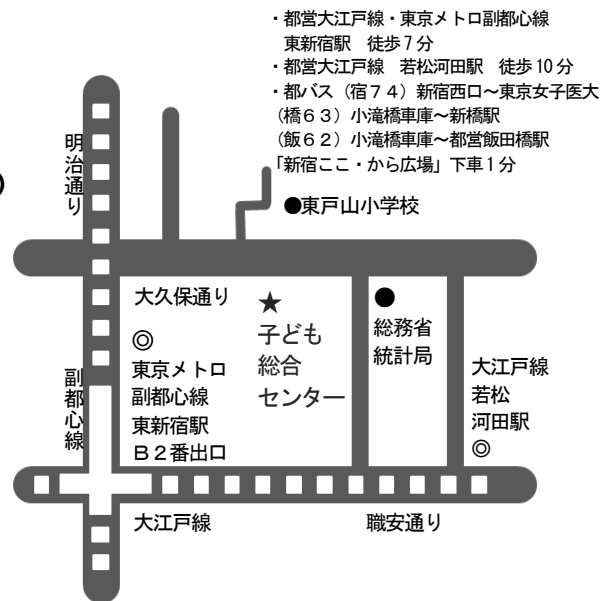 ・都営大江戸線・東京メトロ副都心線
東新宿駅　徒歩７分
・都営大江戸線　若松河田駅　徒歩10分
・都バス（宿７４）新宿西口～東京女子医大
（橋６３）小滝橋車庫～新橋駅
（飯６２）小滝橋車庫～都営飯田橋駅
「新宿ここ・から広場」下車１分
明治通り
●東戸山小学校
大久保通り
★
子ども
総合
センター
●
総務省
統計局
◎
東京メトロ
副都心線
東新宿駅
Ｂ２番出口
副都心線
大江戸線
若松
河田駅
◎
大江戸線
職安通り